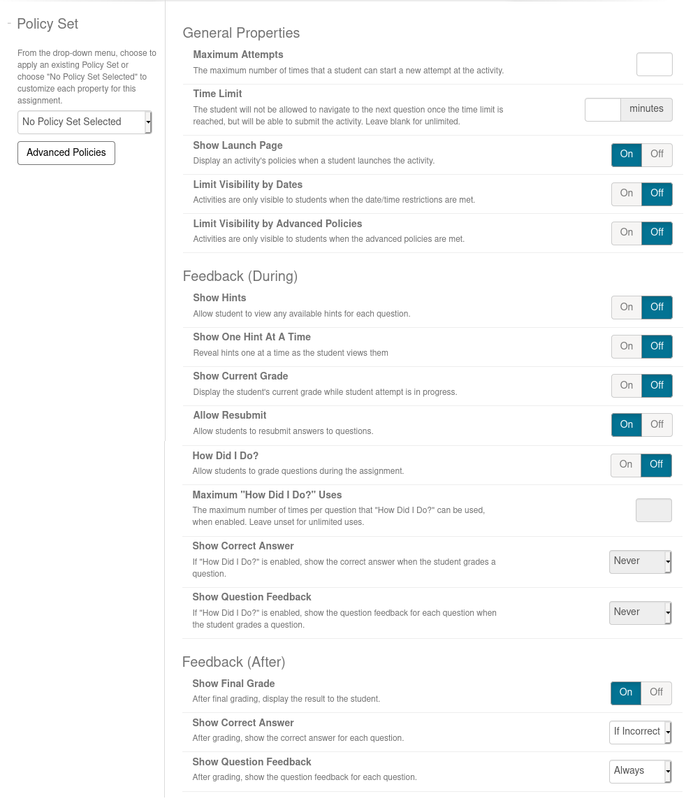 Policy Set
From the drop-down menu, choose to
apply an existing Policy Set or
choose "No Policy Set Selected" to
customize each property for this
assignment.
No Policy Set Selected
Advanced Policies
General Properties
Maximum Attempts
The maximum number of times that a student can start a new attempt at the activity.
Time Limit
The student will not be allowed to navigate to the next question once the time limit is
reached, but will be able to submit the activity. Leave blank for unlimited.
minutes
Show Launch Page
Display an activity's policies when a student launches the activity.
On Off
Limit Visibility by Dates
Activities are only visible to students when the date/time restrictions are met.
On Off
Limit Visibility by Advanced Policies
Activities are only visible to students when the advanced policies are met.
On Off
Feedback (During)
Show Hints
Allow student to view any available hints for each question.
On Off
Show One Hint At A Time
Reveal hints one at a time as the student views them
On Off
Show Current Grade
Display the student's current grade while student attempt is in progress.
On Off
Allow Resubmit
Allow students to resubmit answers to questions.
On Off
How Did I Do?
Allow students to grade questions during the assignment.
On Off
Maximum "How Did I Do?" Uses
The maximum number of times per question that "How Did I Do?" can be used,
when enabled. Leave unset for unlimited uses.
Show Correct Answer
If "How Did I Do?" is enabled, show the correct answer when the student grades a
question.
Never
Show Question Feedback
If "How Did I Do?" is enabled, show the question feedback for each question when
the student grades a question.
Never
Feedback (After)
Show Final Grade
After final grading, display the result to the student.
On Off
Show Correct Answer
After grading, show the correct answer for each question.
If Incorrect
Show Question Feedback
After grading, show the question feedback for each question.
Always